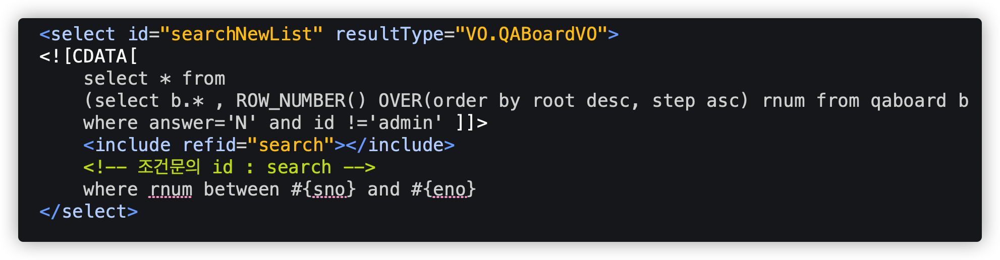 <select id="searchNewList" resultType="VO.QABoardVO">
<![CDATA[
select * from
(select b.* , ROW_NUMBER() OVER(order by root desc, step asc) rnum from qaboard b
where answer='N' and id !='admin' ]]>
<include refid="search"></include>
<!-- 조건문의 id : search -->
where rnum between #{sno} and #{eno}
</select>